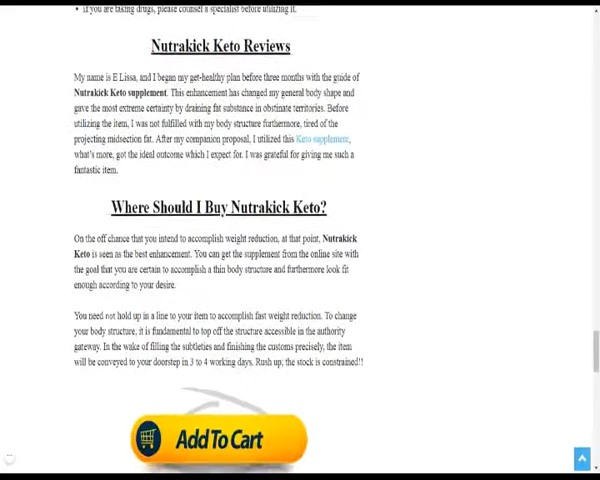 • If you are taking drugs, please counsel a specialist before utilizing it.
Nutrakick Keto Reviews
My name is E Lissa, and I began my get-healthy plan before three months with the guide of
Nutrakick Keto supplement. This enhancement has changed my general body shape and
gave the most extreme certainty by draining fat substance in obstinate territories. Before
utilizing the item, I was not fulfilled with my body structure furthermore, tired of the
projecting midsection fat. After my companion proposal, I utilized this Keto supplement,
what's more, got the ideal outcome which I expect for. I was grateful for giving me such a
fantastic item.
Where Should I Buy Nutrakick Keto?
On the off chance that you intend to accomplish weight reduction, at that point, Nutrakick
Keto is seen as the best enhancement. You can get the supplement from the online site with
the goal that you are certain to accomplish a thin body structure and furthermore look fit
enough according to your desire.
You need not hold up in a line to your item to accomplish fast weight reduction. To change
your body structure, it is fundamental to top off the structure accessible in the authority
gateway. In the wake of filling the subtleties and finishing the customs precisely, the item
will be conveyed to your doorstep in 3 to 4 working days. Rush up, the stock is constrained!!
Add To Cart